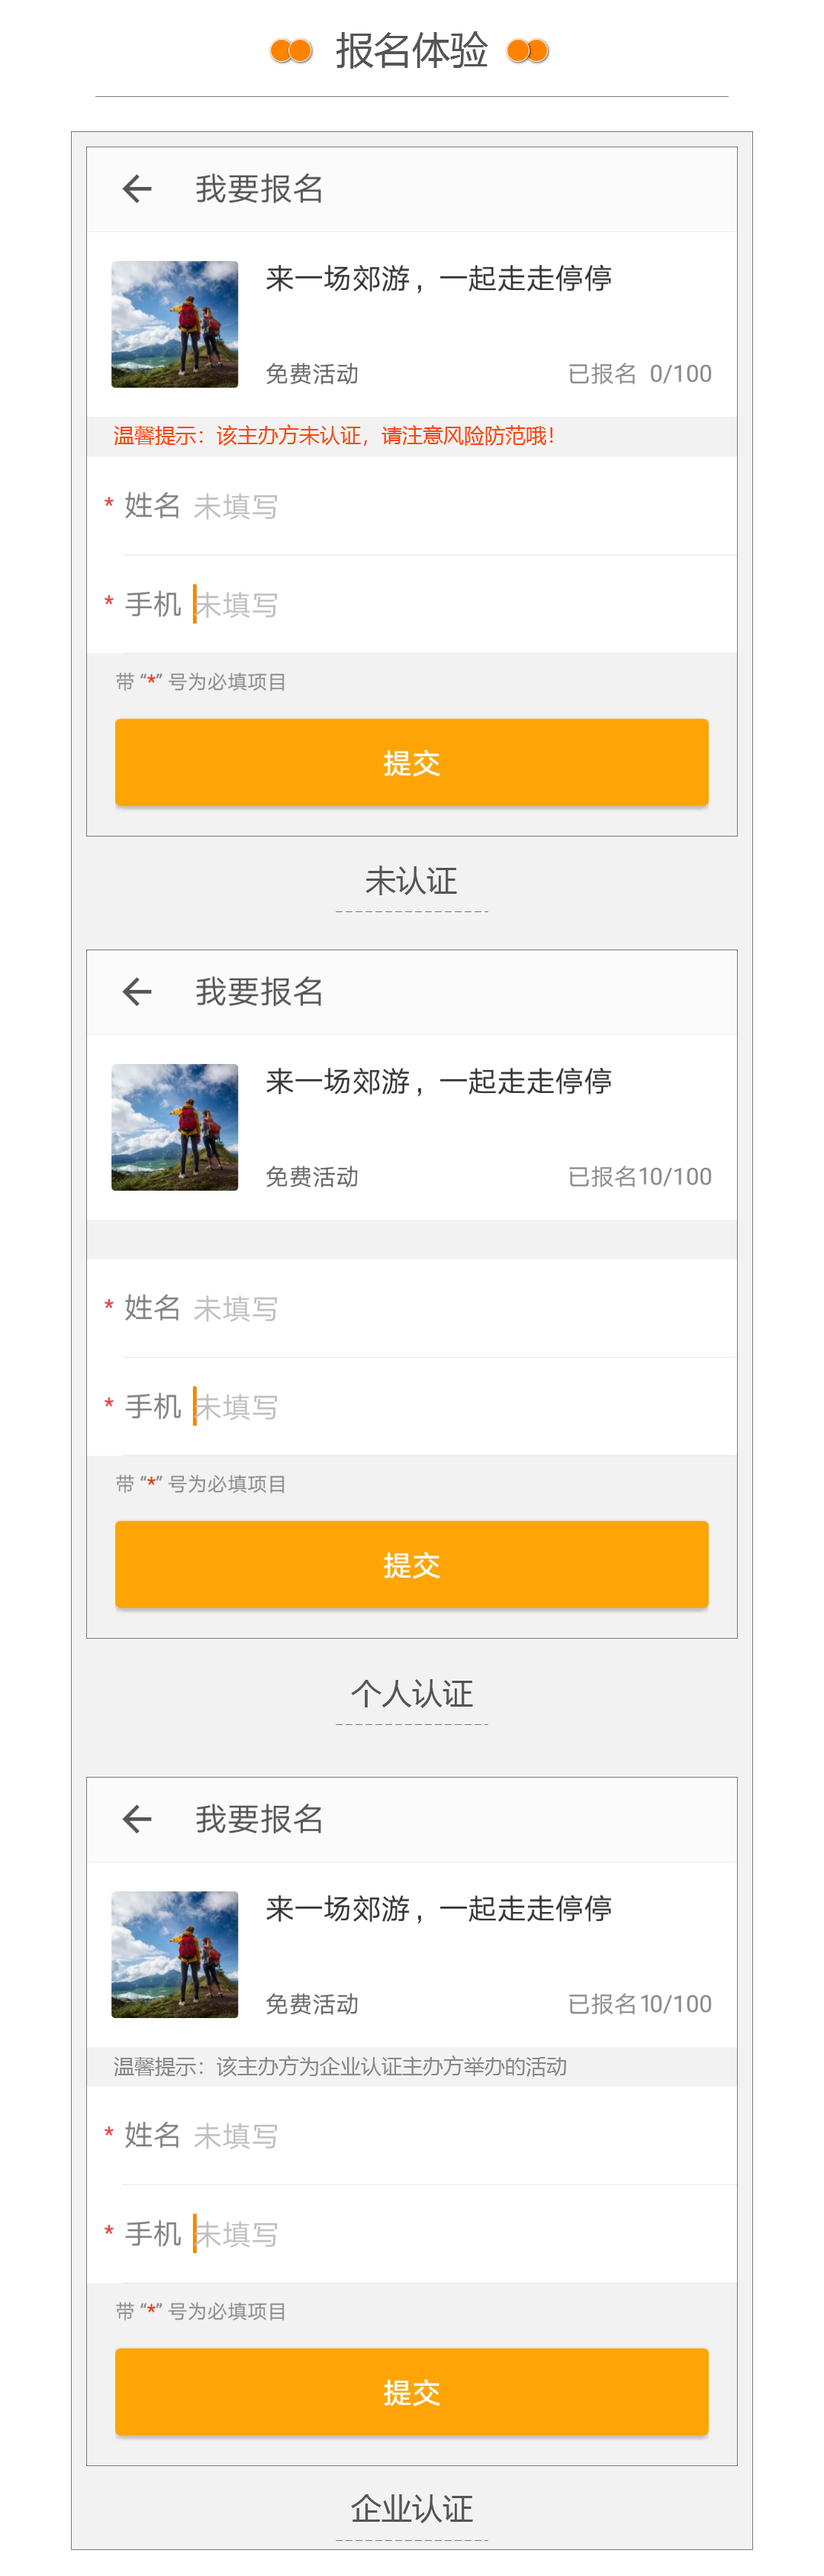 报名体验
我要报名
来一场郊游，一起走走停停
免费活动 已报名 0/100
温馨提示：该主办方未认证，请注意风险防范哦！
* 姓名 未填写
* 手机 未填写
带 “*” 号为必填项目
提交
未认证
我要报名
来一场郊游，一起走走停停
免费活动 已报名10/100
* 姓名 未填写
* 手机 未填写
带 “*” 号为必填项目
提交
个人认证
我要报名
来一场郊游，一起走走停停
免费活动 已报名10/100
温馨提示：该主办方为企业认证主办方举办的活动
* 姓名 未填写
* 手机 未填写
带 “*” 号为必填项目
提交
企业认证